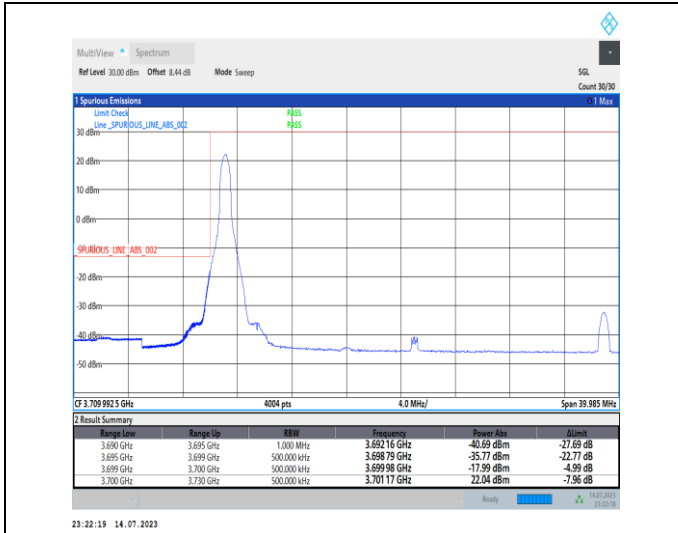 MultiView Spectrum
Ref Level 30.00 dBm Offset 8.44 dB Mode Sweep SGL
Count 30/30
1 Spurious Emissions 1 Max
Limit Check PASS
Line _SPURIOUS_LINE_ABS_002 PASS
30 dBm
20 dBm
10 dBm
0 dBm
_SPURIOUS_LINE_ABS_002
-20 dBm
-30 dBm
-40 dBm
-50 dBm
CF 3.709 992 5 GHz 4004 pts 4.0 MHz/ Span 39.985 MHz
2 Result Summary
Range Low Range Up RBW Frequency Power Abs ΔLimit
3.690 GHz 3.695 GHz 1.000 MHz 3.692 16 GHz -40.69 dBm -27.69 dB
3.695 GHz 3.699 GHz 500.000 kHz 3.698 79 GHz -35.77 dBm -22.77 dB
3.699 GHz 3.700 GHz 500.000 kHz 3.699 98 GHz -17.99 dBm -4.99 dB
3.700 GHz 3.730 GHz 500.000 kHz 3.701 17 GHz 22.04 dBm -7.96 dB
Ready 14.07.2023
23:22:18
23:22:19 14.07.2023